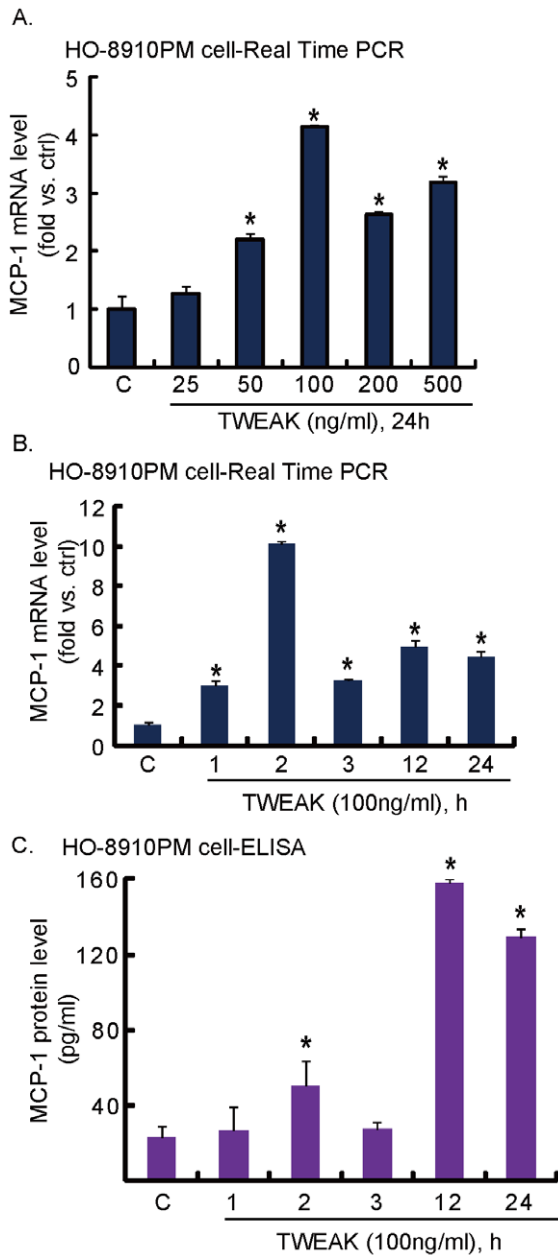 A.
HO-8910PM cell-Real Time PCR
MCP-1 mRNA level
(fold vs. ctrl)
5
4
3
2
1
0
* * * *
C 25 50 100 200 500
TWEAK (ng/ml), 24h
B.
HO-8910PM cell-Real Time PCR
MCP-1 mRNA level
(fold vs. ctrl)
12
10
8
6
4
2
0
* * * * *
C 1 2 3 12 24
TWEAK (100ng/ml), h
C. HO-8910PM cell-ELISA
MCP-1 protein level
(pg/ml)
160
120
80
40
* * *
C 1 2 3 12 24
TWEAK (100ng/ml), h